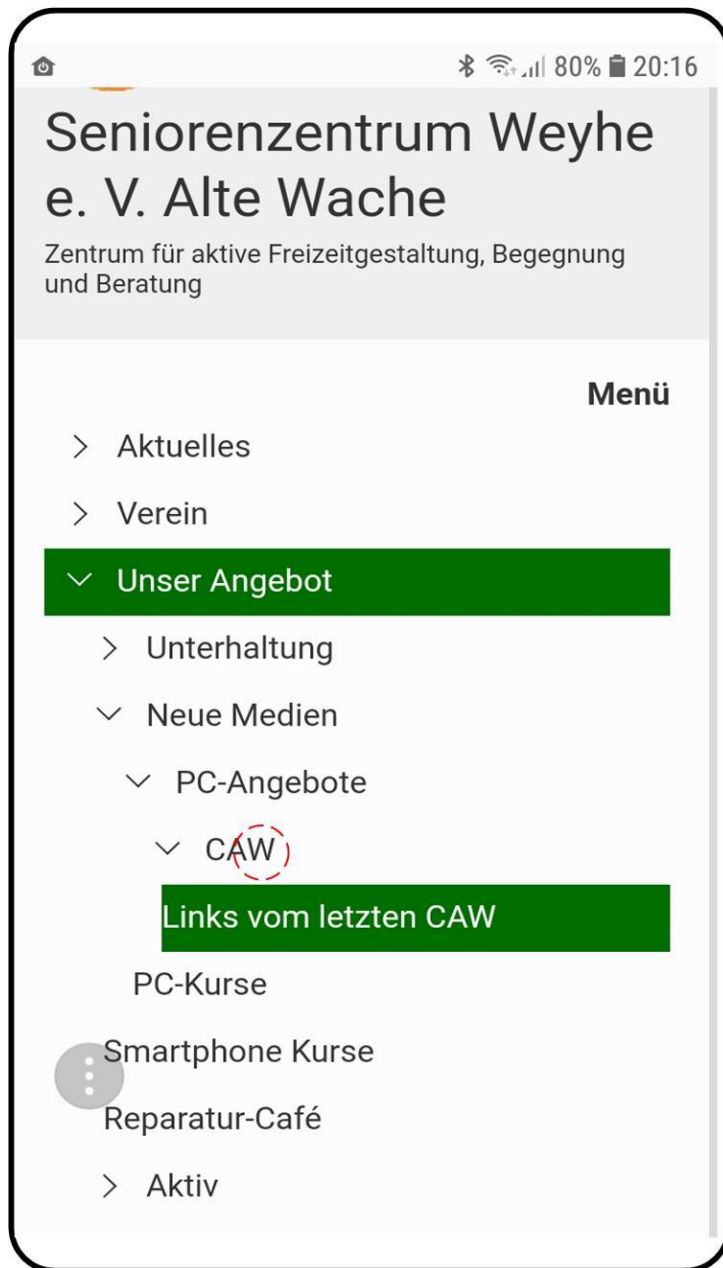 80% 20:16
Seniorenzentrum Weyhe
e. V. Alte Wache
Zentrum für aktive Freizeitgestaltung, Begegnung
und Beratung
Menü
Aktuelles
Verein
Unser Angebot
Unterhaltung
Neue Medien
PC-Angebote
CAW
Links vom letzten CAW
PC-Kurse
Smartphone Kurse
Reparatur-Café
Aktiv